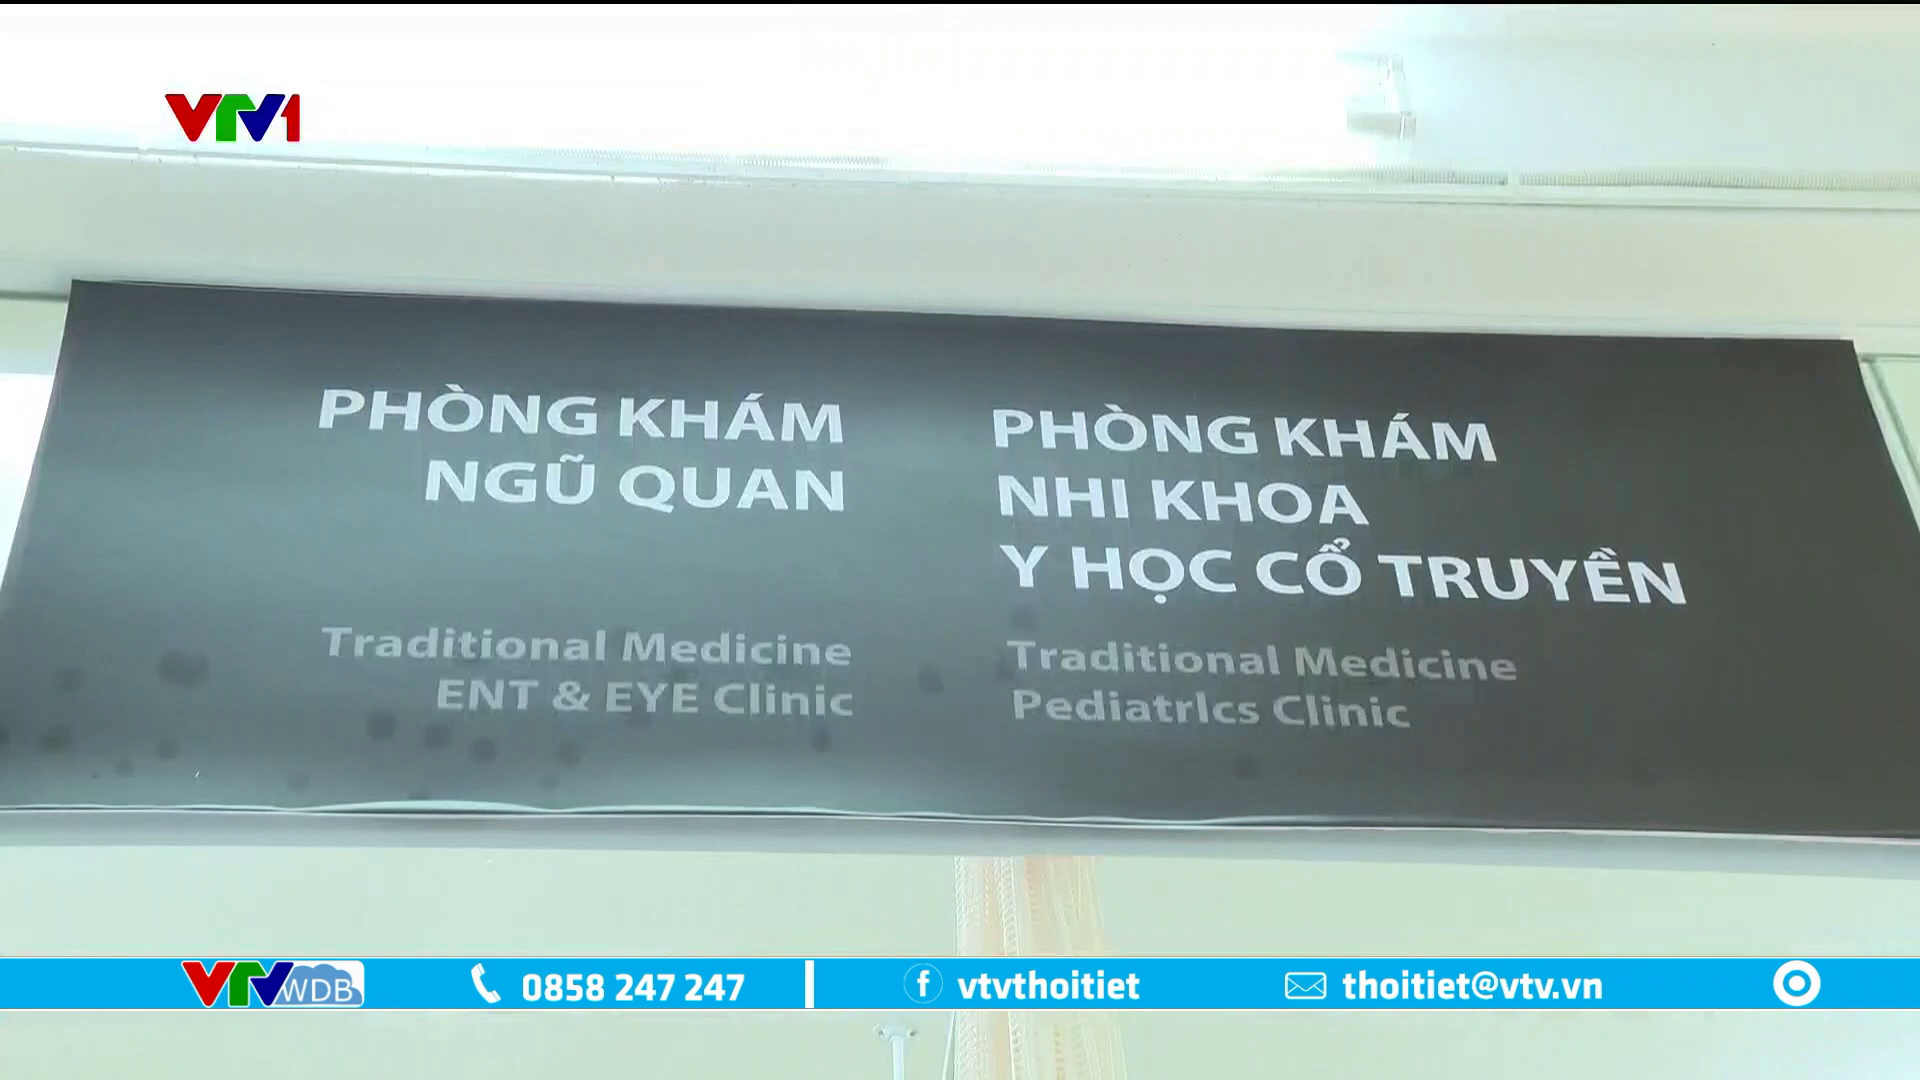 VTV1
PHÒNG KHÁM
NGŨ QUAN
Traditional Medicine
ENT & EYE Clinic
PHÒNG KHÁM
NHI KHOA
Y HỌC CỔ TRUYỀN
Traditional Medicine
PediatrIcs Clinic
VTV WDB
0858 247 247
f vtvthoitiet
thoitiet@vtv.vn